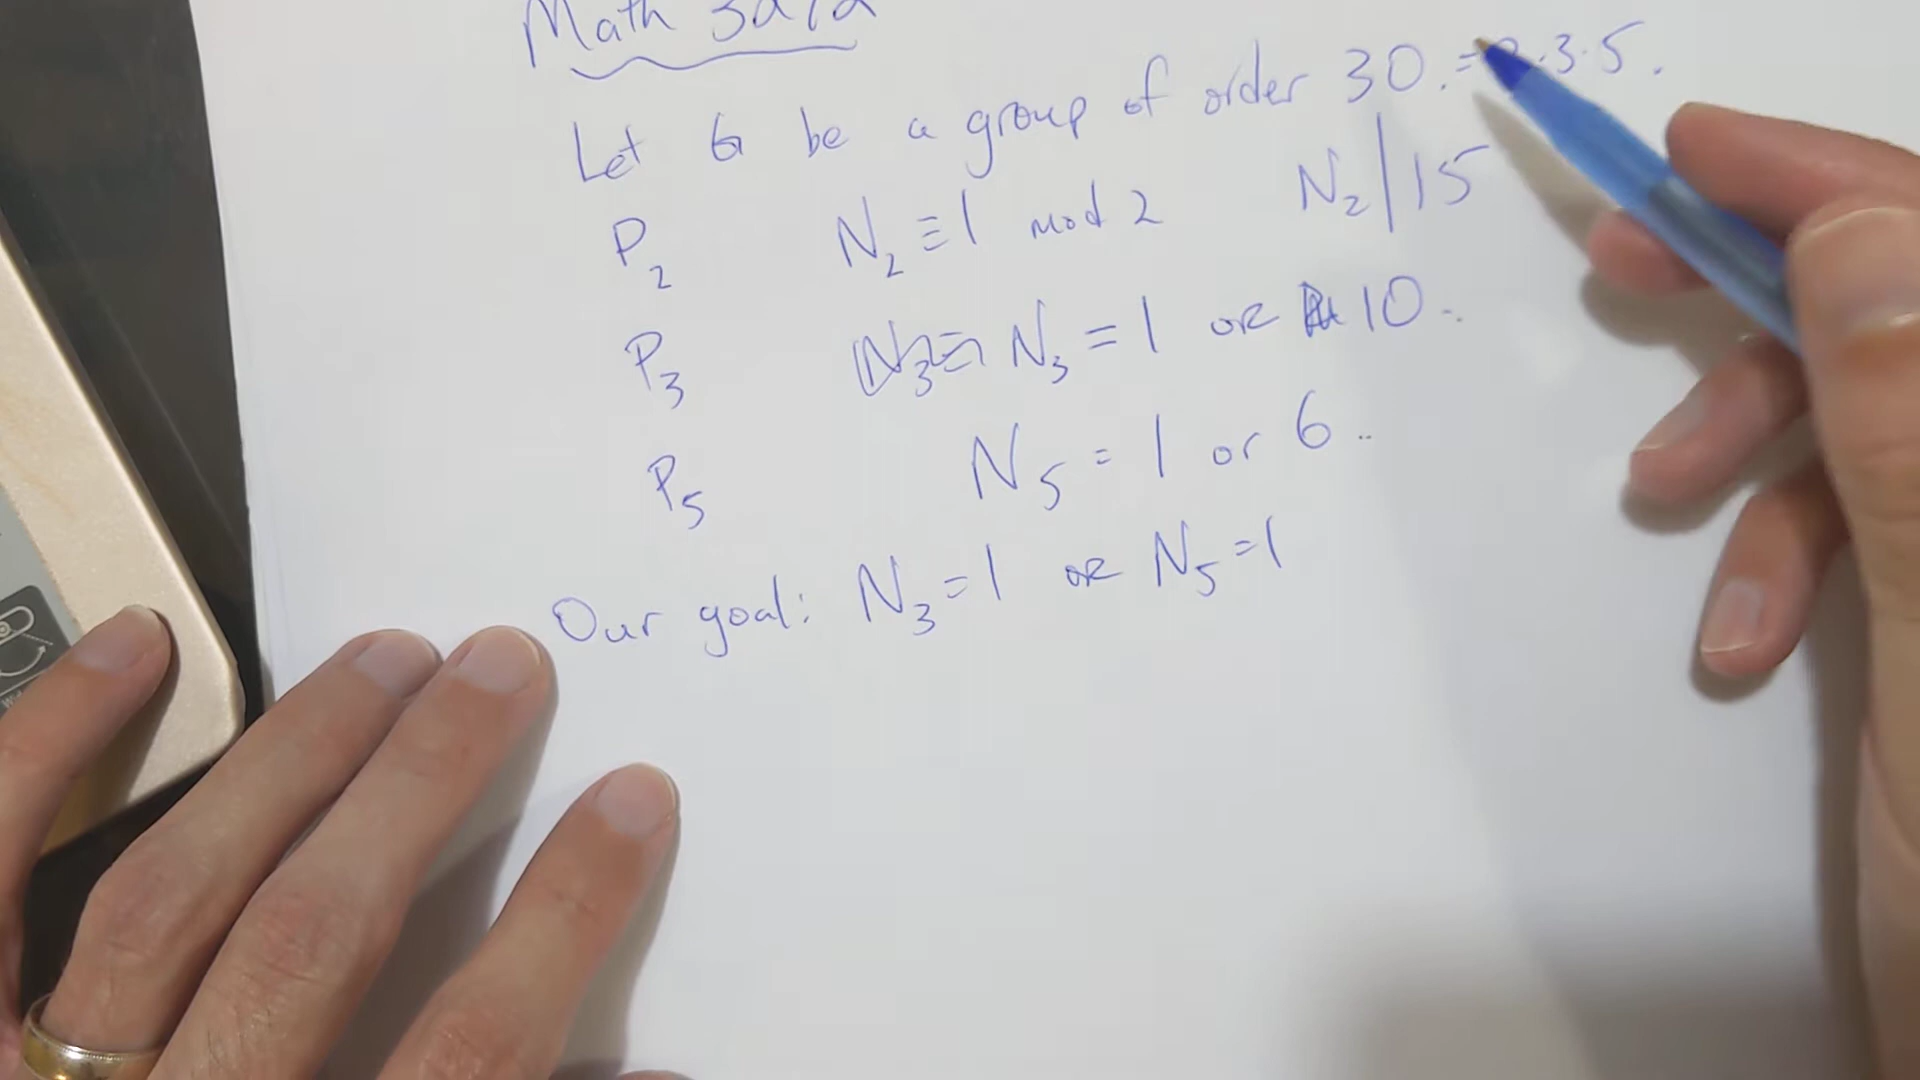 Math
Let G be a group of order 30. = 2·3·5.
P₂ N₂ ≡ 1 mod 2 N₂ | 15
P₃ N₃ = 1 or 10.
P₅ N₅ = 1 or 6.
Our goal: N₃ = 1 or N₅ = 1